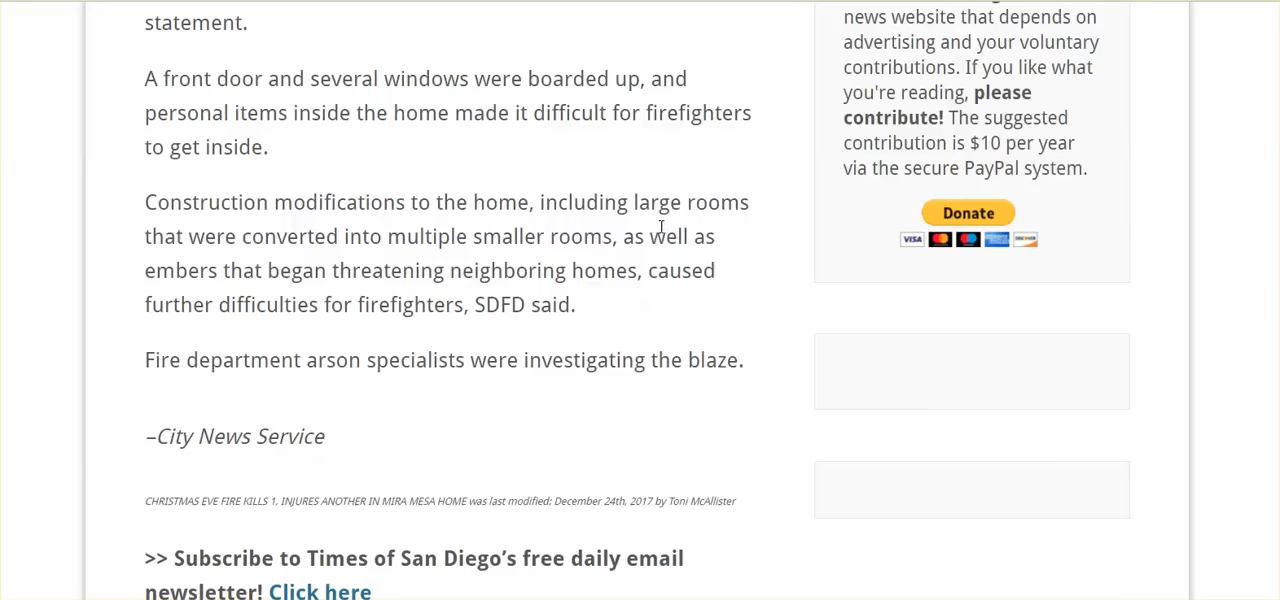 statement.
A front door and several windows were boarded up, and
personal items inside the home made it difficult for firefighters
to get inside.
Construction modifications to the home, including large rooms
that were converted into multiple smaller rooms, as well as
embers that began threatening neighboring homes, caused
further difficulties for firefighters, SDFD said.
Fire department arson specialists were investigating the blaze.
–City News Service
CHRISTMAS EVE FIRE KILLS 1, INJURES ANOTHER IN MIRA MESA HOME was last modified: December 24th, 2017 by Toni McAllister
>> Subscribe to Times of San Diego’s free daily email
newsletter! Click here
news website that depends on
advertising and your voluntary
contributions. If you like what
you're reading, please
contribute! The suggested
contribution is $10 per year
via the secure PayPal system.
Donate
VISA
DISCOVER